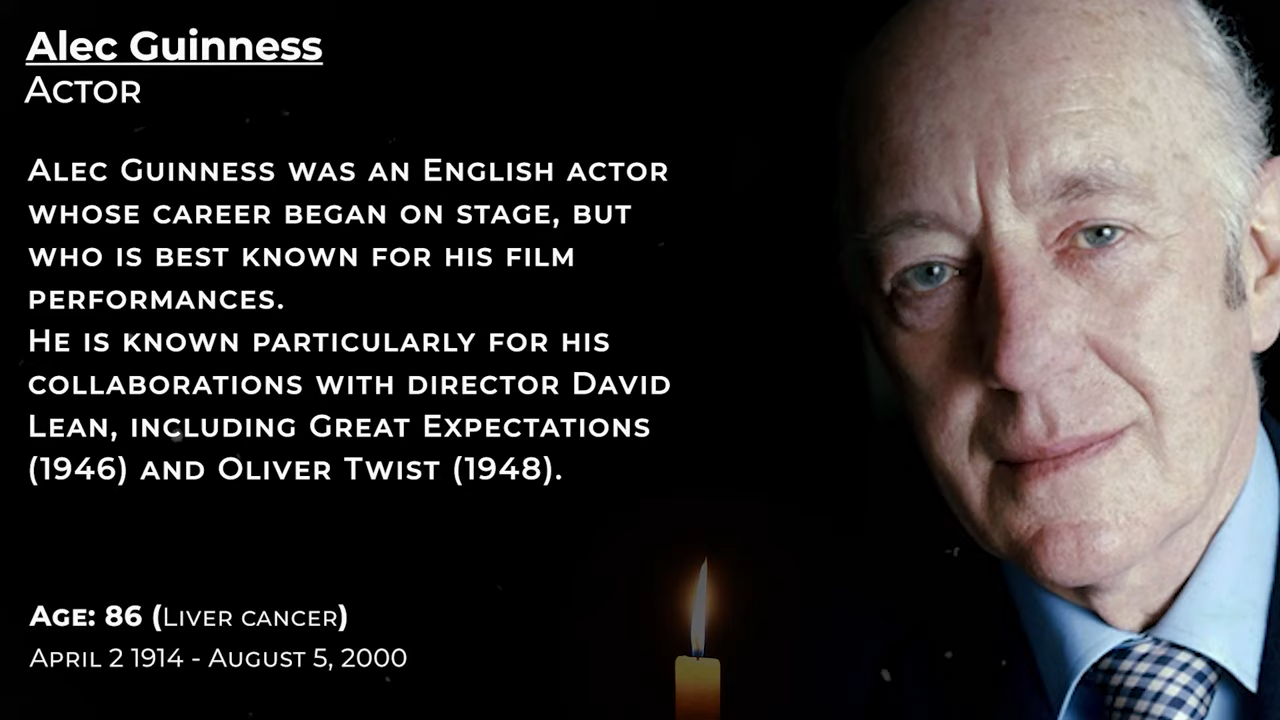 Alec Guinness
Actor
Alec Guinness was an English actor
whose career began on stage, but
who is best known for his film
performances.
He is known particularly for his
collaborations with director David
Lean, including Great Expectations
(1946) and Oliver Twist (1948).
Age: 86 (Liver cancer)
April 2 1914 - August 5, 2000